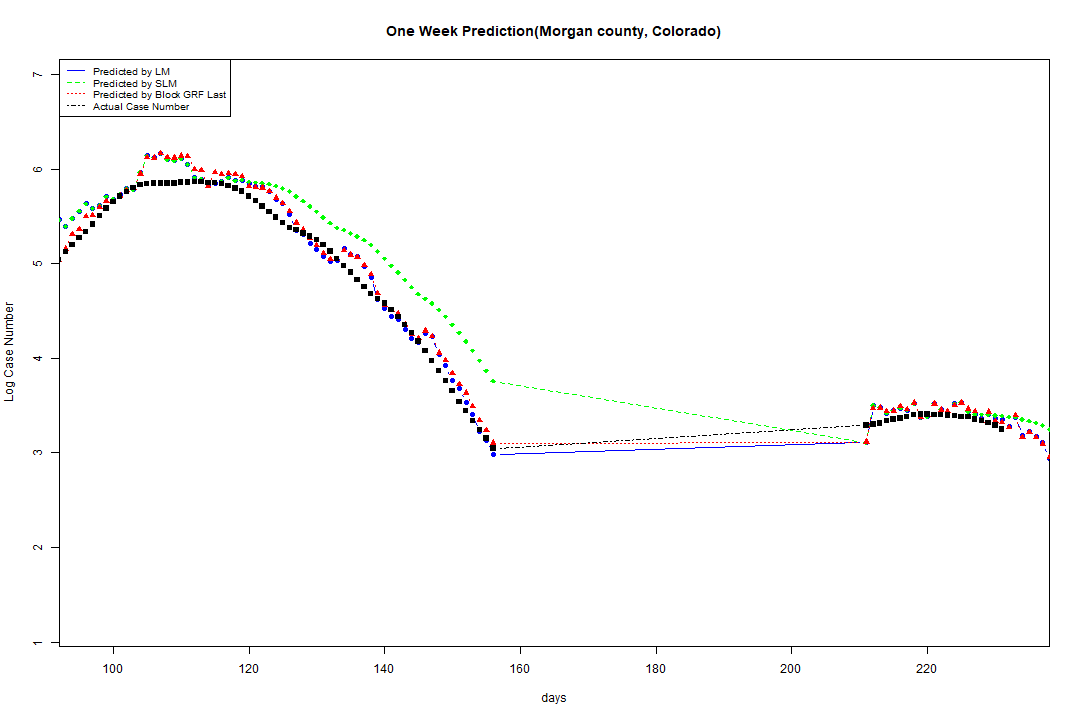 One Week Prediction(Morgan county, Colorado)
Predicted by LM
Predicted by SLM
Predicted by Block GRF Last
Actual Case Number
7
6
5
4
3
2
1
Log Case Number
100 120 140 160 180 200 220
days